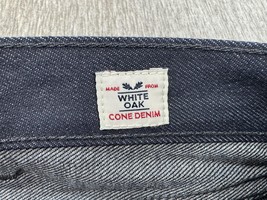 MADE FROM
WHITE
OAK
CONE DENIM